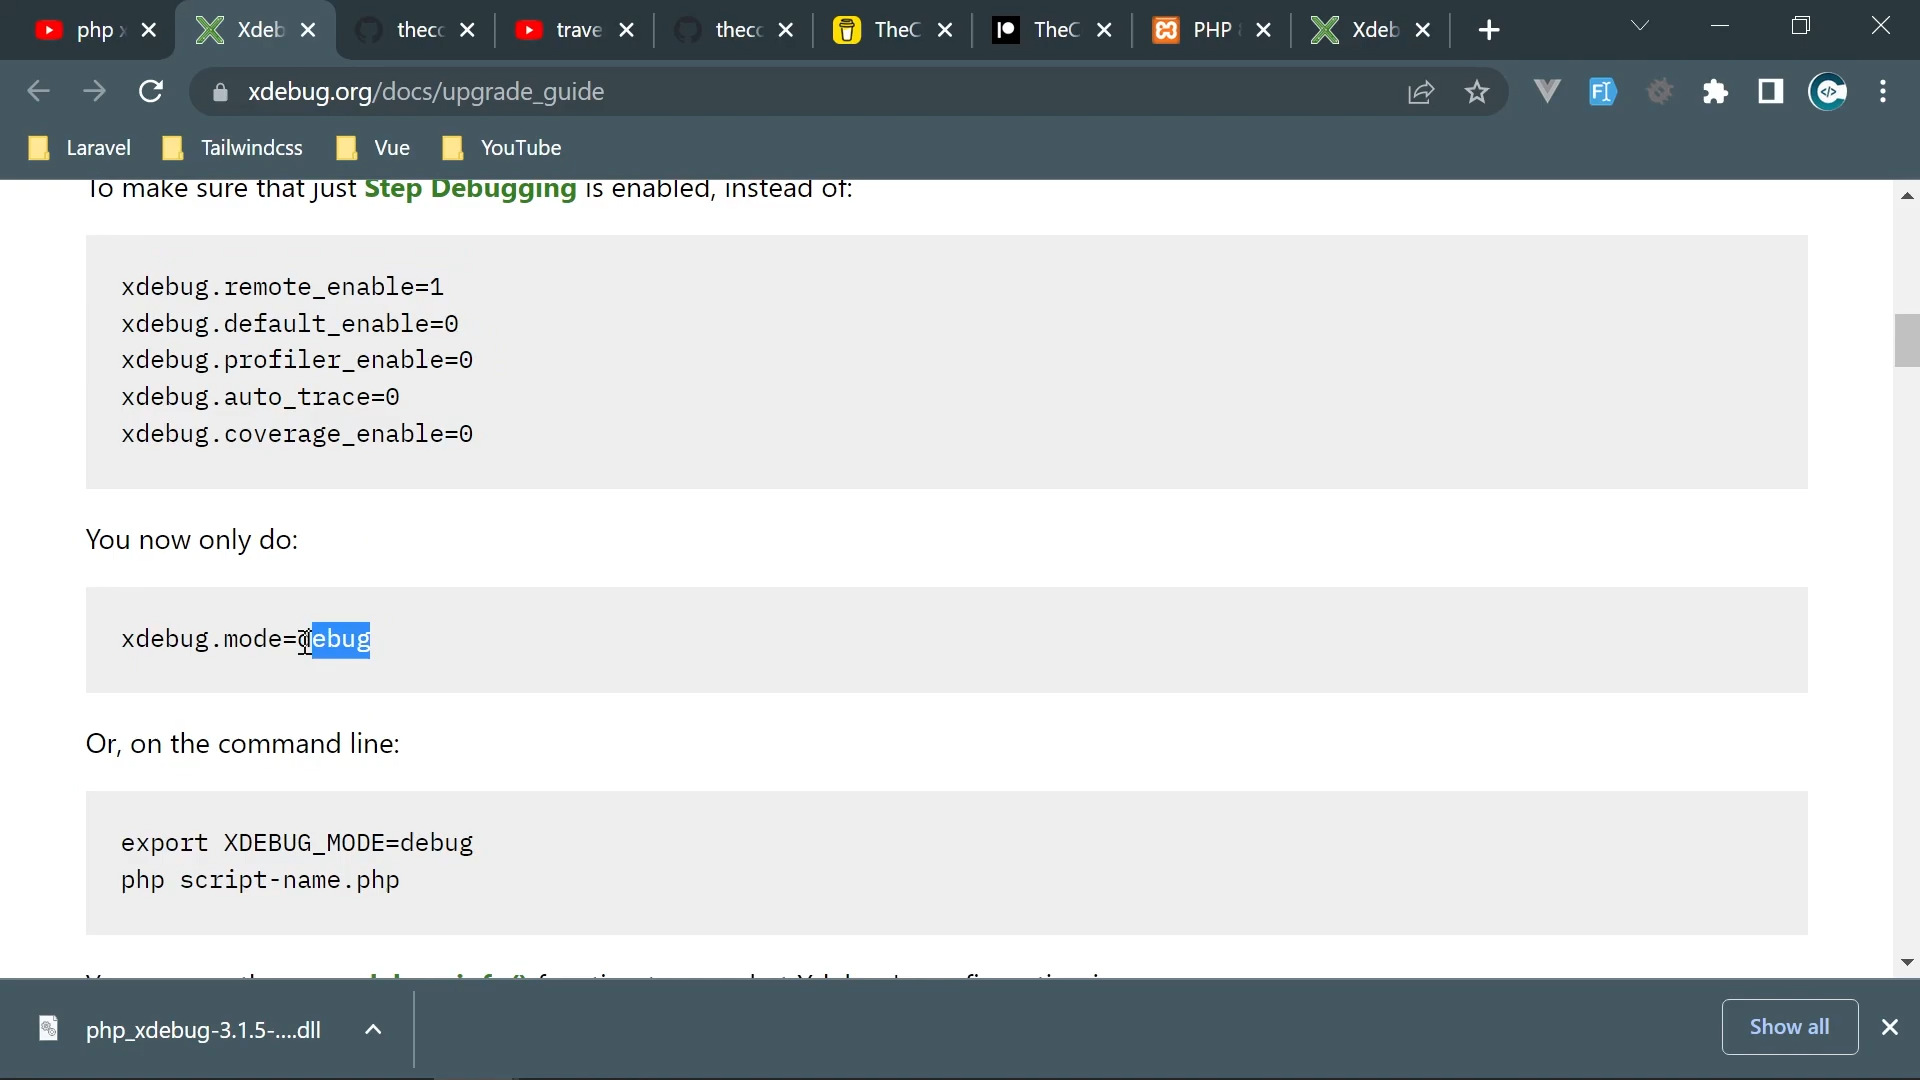 php x
Xdeb
thecc
trave
thecc
TheC
TheC
PHP
Xdeb
xdebug.org/docs/upgrade_guide
Laravel
Tailwindcss
Vue
YouTube
To make sure that just Step Debugging is enabled, instead of:
xdebug.remote_enable=1
xdebug.default_enable=0
xdebug.profiler_enable=0
xdebug.auto_trace=0
xdebug.coverage_enable=0
You now only do:
xdebug.mode=debug
Or, on the command line:
export XDEBUG_MODE=debug
php script-name.php
php_xdebug-3.1.5-....dll
Show all